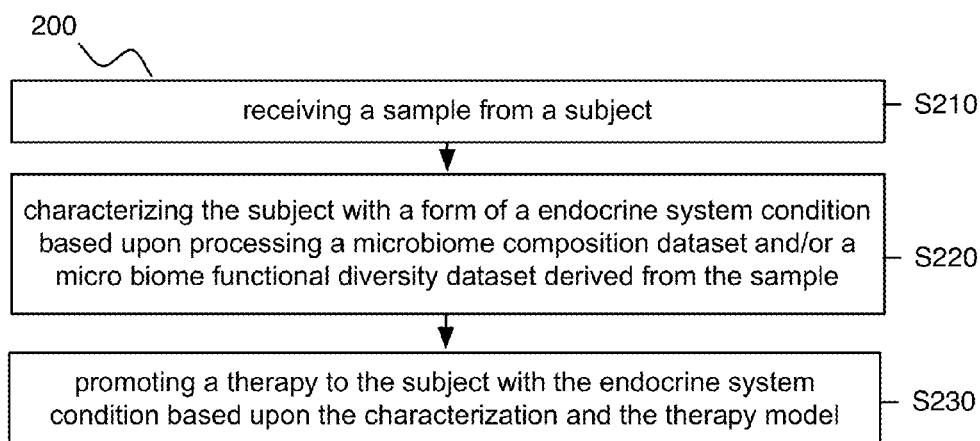 200
receiving a sample from a subject
S210
characterizing the subject with a form of a endocrine system condition
based upon processing a microbiome composition dataset and/or a
micro biome functional diversity dataset derived from the sample
S220
promoting a therapy to the subject with the endocrine system
condition based upon the characterization and the therapy model
S230